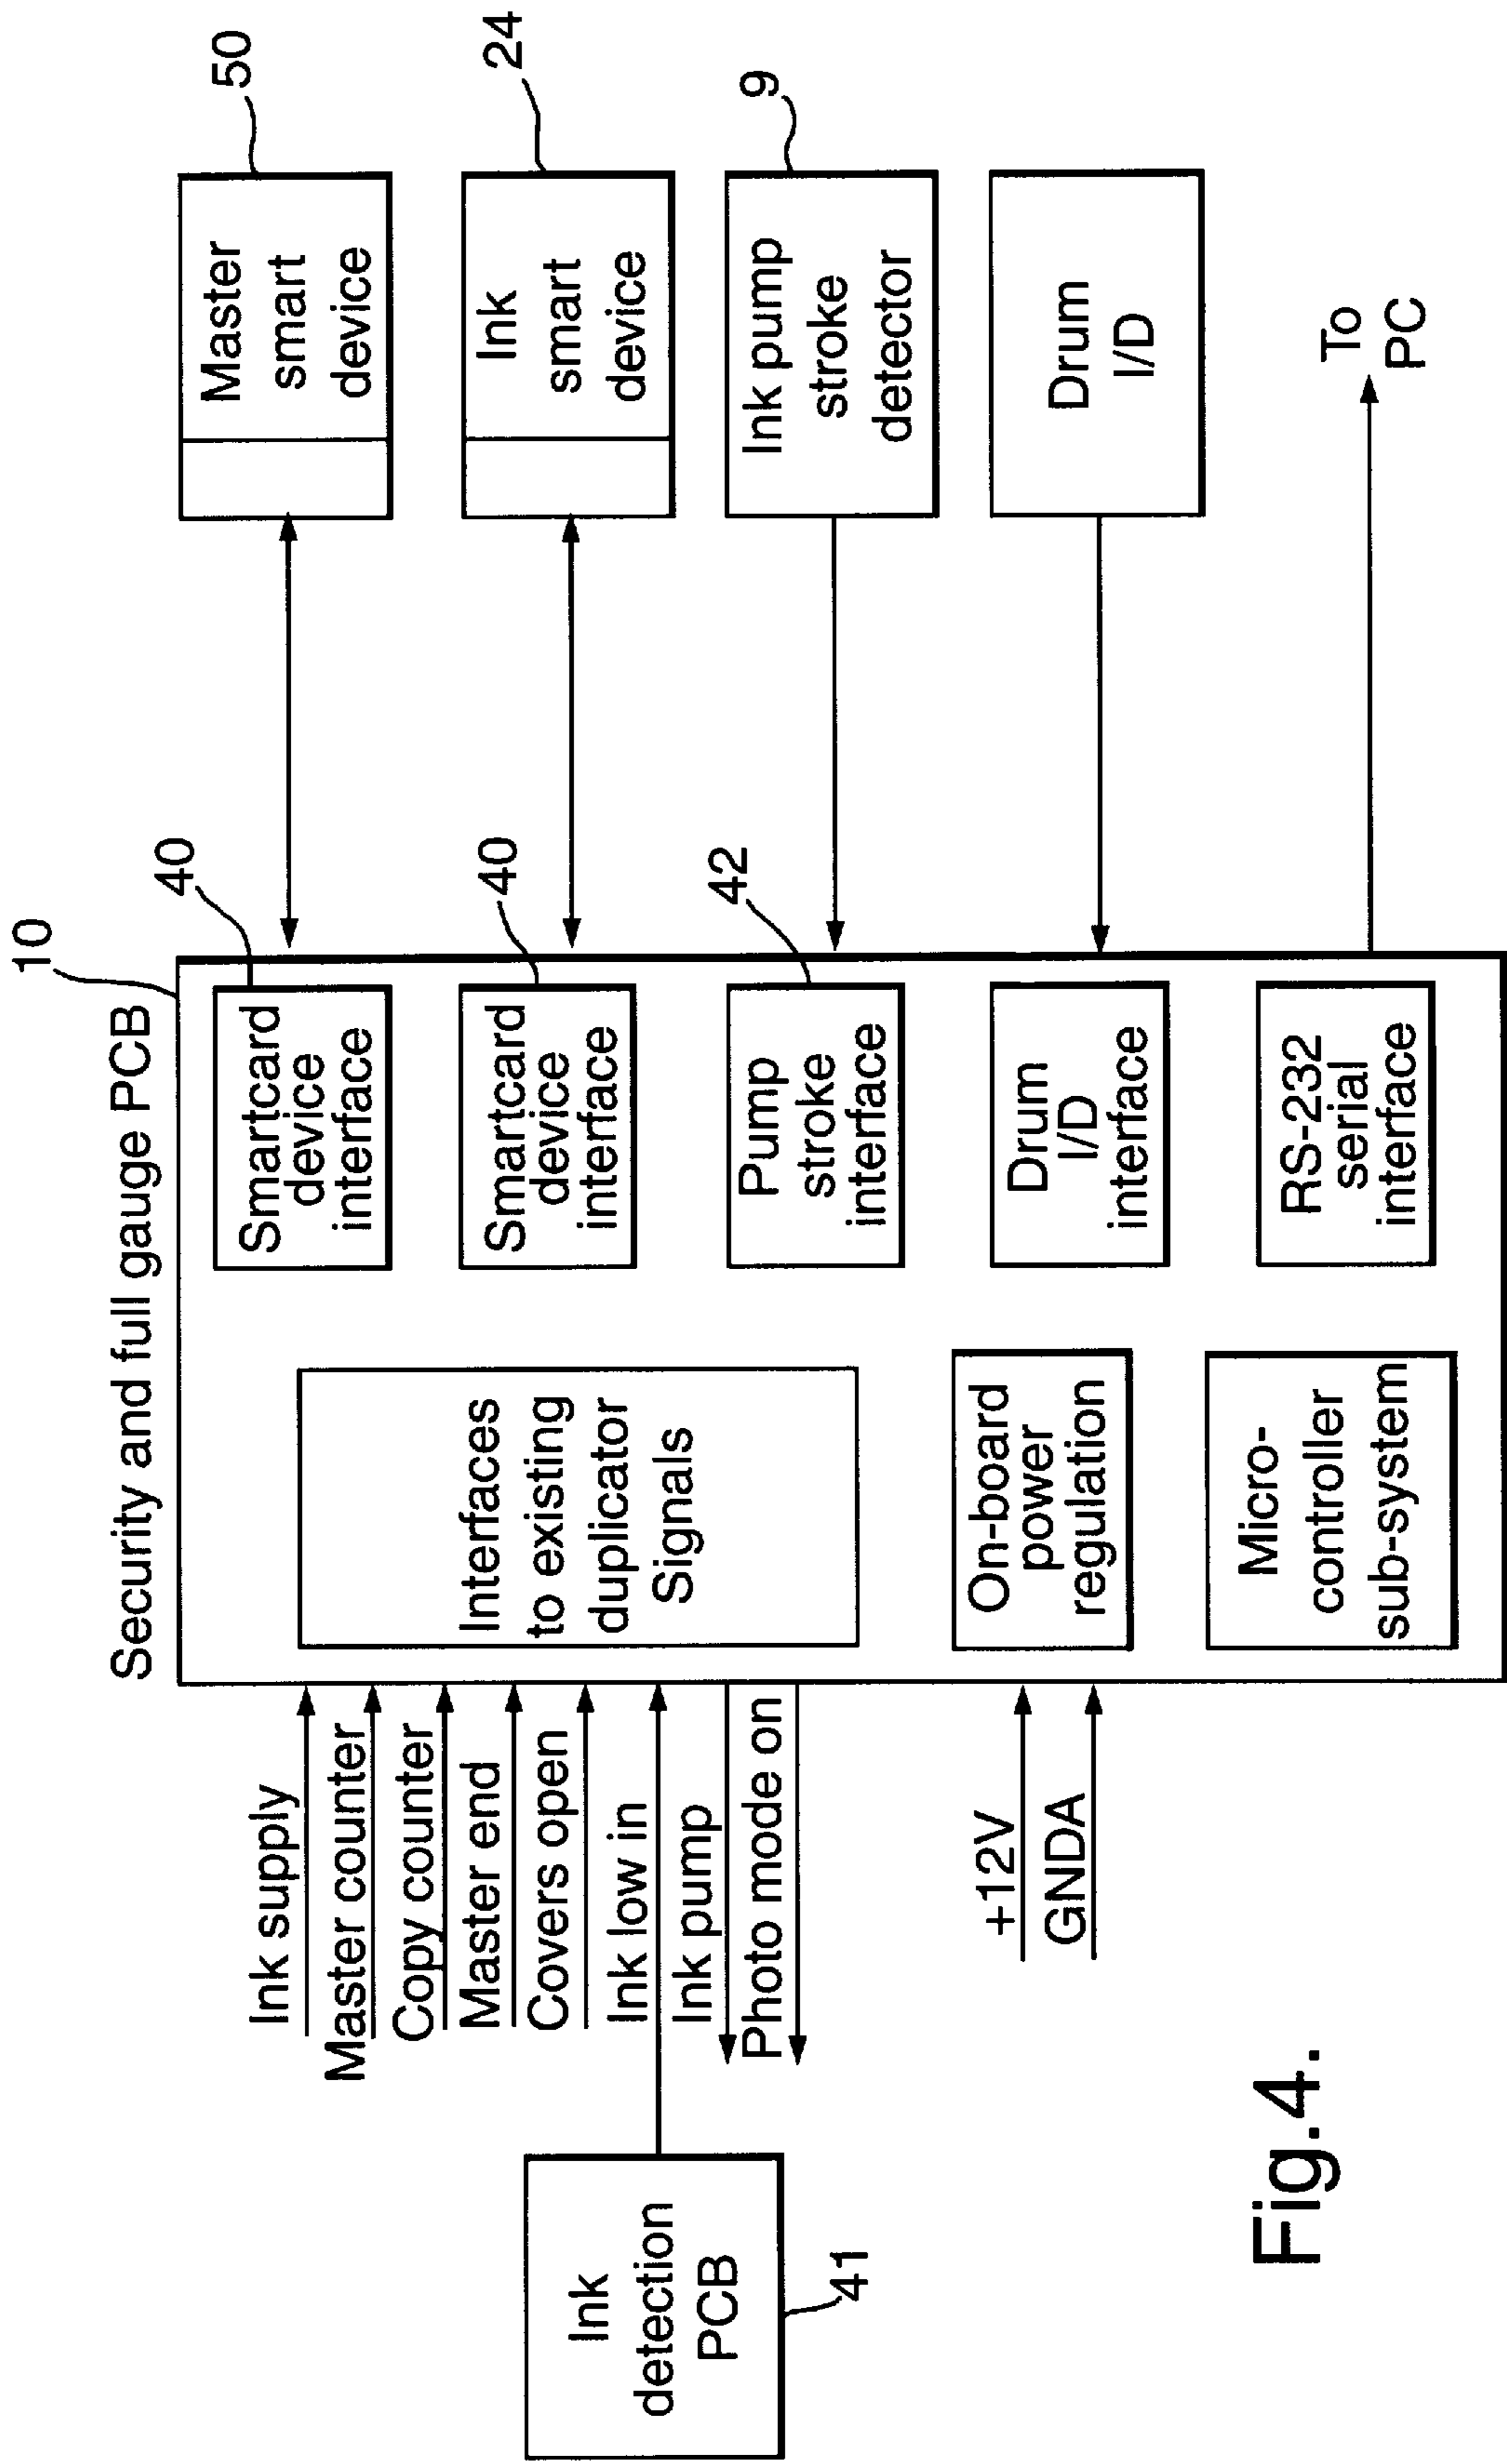 Security and full gauge PCB
10
Ink supply
Master counter
Copy counter
Master end
Covers open
Ink low in
Ink pump
Photo mode on
+12V
GNDA
Ink
detection
PCB
41
Interfaces
to existing
duplicator
Signals
On-board
power
regulation
Micro-
controller
sub-system
Smartcard
device
interface
40
Smartcard
device
interface
40
Pump
stroke
interface
42
Drum
I/D
interface
RS-232
serial
interface
Master
smart
device
50
Ink
smart
device
24
Ink pump
stroke
detector
9
Drum
I/D
To
PC
Fig.4.